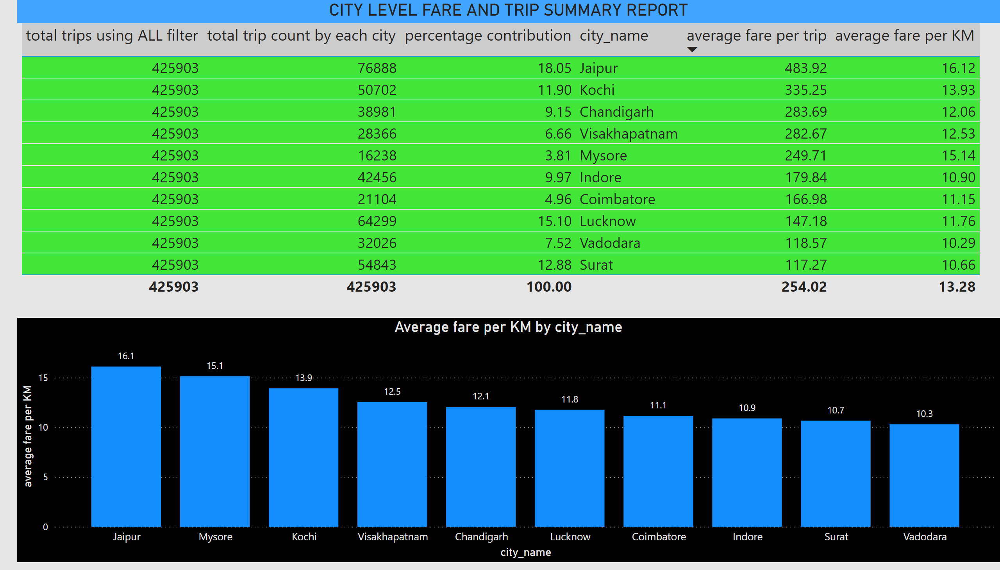 CITY LEVEL FARE AND TRIP SUMMARY REPORT
total trips using ALL filter total trip count by each city percentage contribution city_name average fare per trip average fare per KM
425903 76888 18.05 Jaipur 483.92 16.12
425903 50702 11.90 Kochi 335.25 13.93
425903 38981 9.15 Chandigarh 283.69 12.06
425903 28366 6.66 Visakhapatnam 282.67 12.53
425903 16238 3.81 Mysore 249.71 15.14
425903 42456 9.97 Indore 179.84 10.90
425903 21104 4.96 Coimbatore 166.98 11.15
425903 64299 15.10 Lucknow 147.18 11.76
425903 32026 7.52 Vadodara 118.57 10.29
425903 54843 12.88 Surat 117.27 10.66
425903 425903 100.00 254.02 13.28
Average fare per KM by city_name
average fare per KM
15
10
5
0
16.1 15.1 13.9 12.5 12.1 11.8 11.1 10.9 10.7 10.3
Jaipur Mysore Kochi Visakhapatnam Chandigarh Lucknow Coimbatore Indore Surat Vadodara
city_name